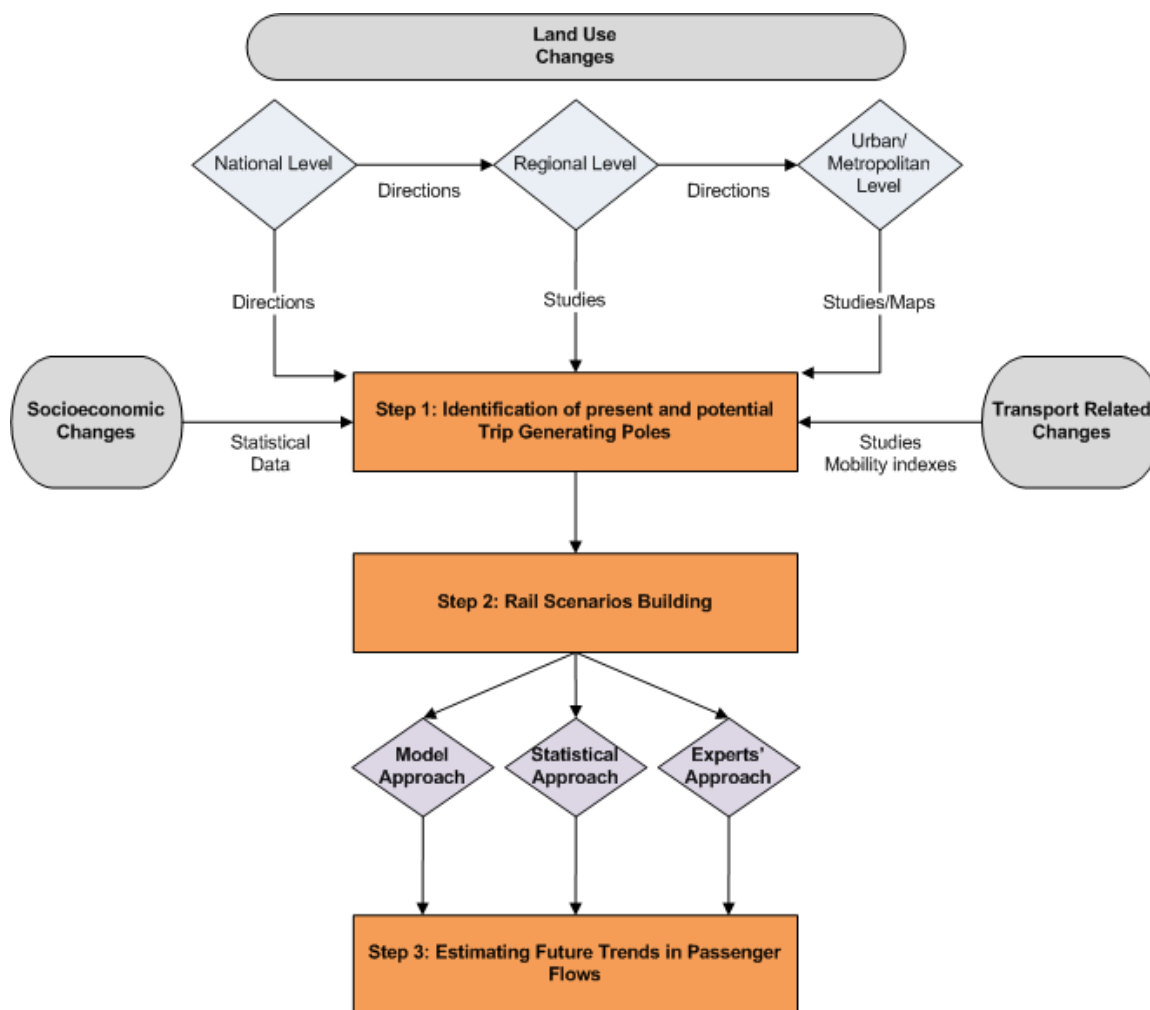 Land Use
Changes
National Level
Regional Level
Urban/
Metropolitan
Level
Directions
Directions
Directions
Studies
Studies/Maps
Socioeconomic
Changes
Statistical
Data
Step 1: Identification of present and potential
Trip Generating Poles
Transport Related
Changes
Studies
Mobility indexes
Step 2: Rail Scenarios Building
Model
Approach
Statistical
Approach
Experts’
Approach
Step 3: Estimating Future Trends in Passenger
Flows